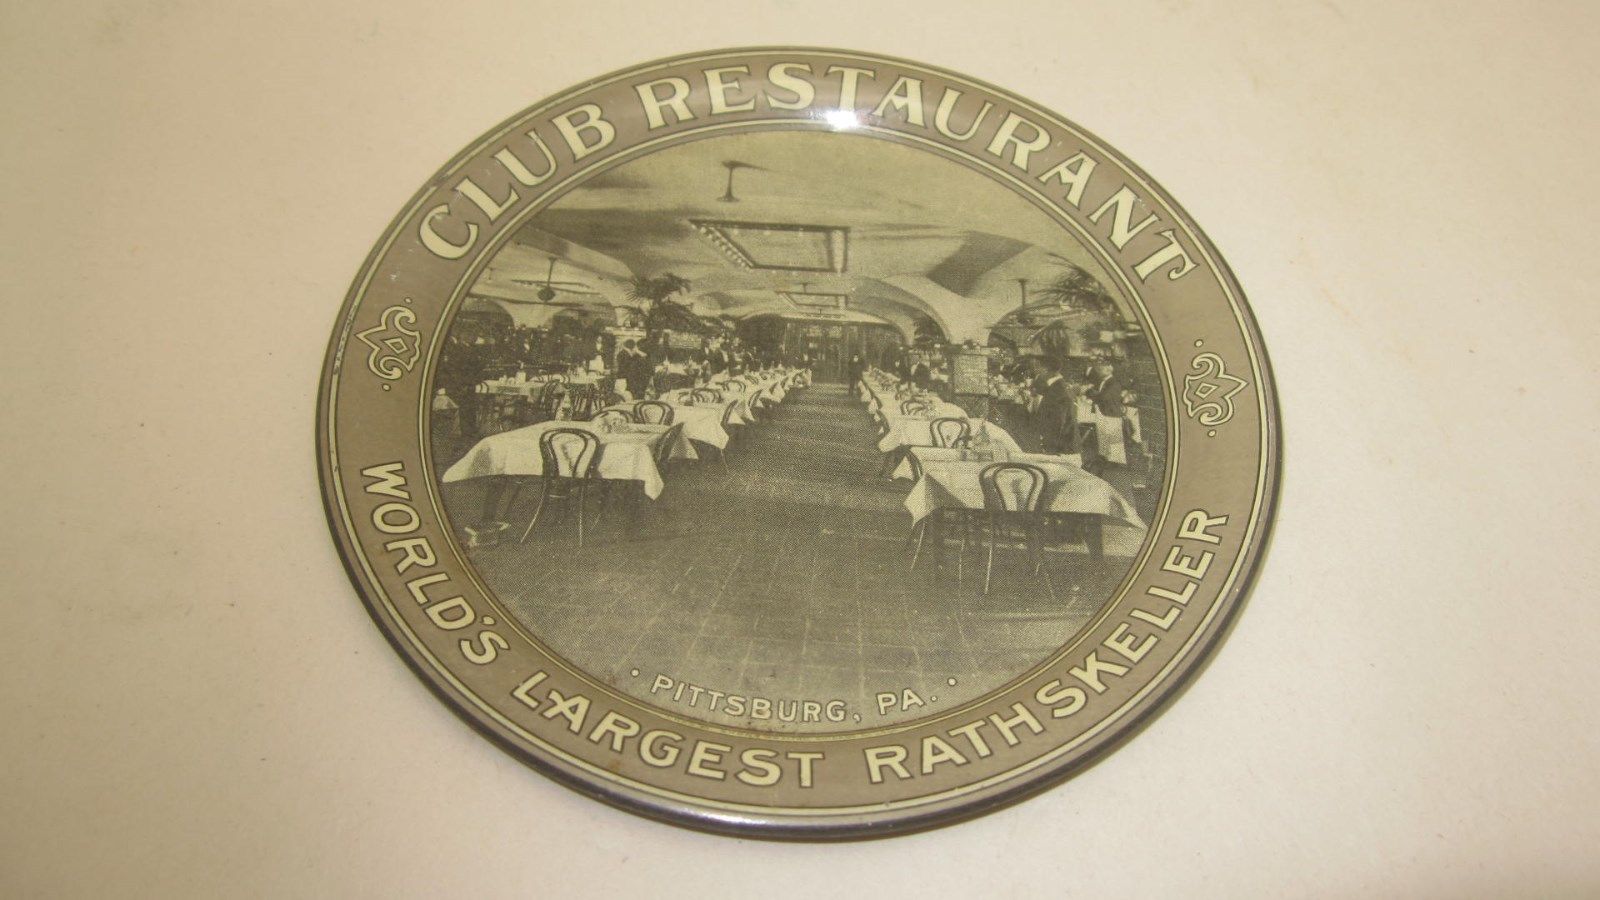 CLUB RESTAURANT
• PITTSBURG, PA. •
WORLD'S LARGEST RATHSKELLER